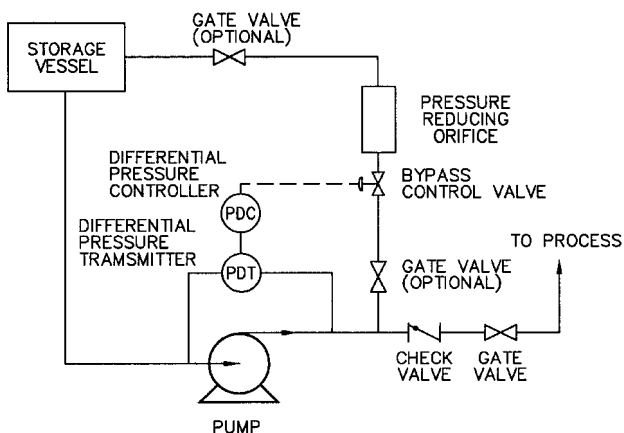 GATE VALVE
(OPTIONAL)
STORAGE
VESSEL
PRESSURE
REDUCING
ORIFICE
DIFFERENTIAL
PRESSURE
CONTROLLER
BYPASS
CONTROL VALVE
PDC
DIFFERENTIAL
PRESSURE
TRAMSMITTER
TO PROCESS
PDT
GATE VALVE
(OPTIONAL)
CHECK
VALVE
GATE
VALVE
PUMP